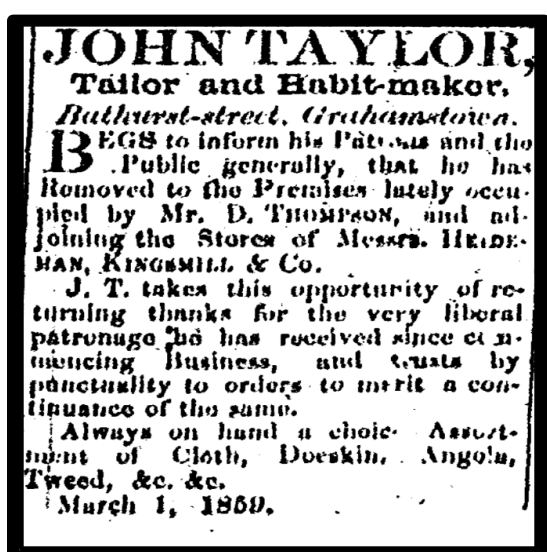 JOHN TAYLOR,
Tailor and Habit-maker,
Bathurst-street, Grahamstown.
BEGS to inform his Patrons and the
Public generally, that he has
Removed to the Premises lately occu-
pied by Mr. D. THOMPSON, and ad-
joining the Stores of Messrs. HEIDE-
MAN, KINGSMILL & Co.
J. T. takes this opportunity of re-
turning thanks for the very liberal
patronage he has received since com-
mencing Business, and trusts by
punctuality to orders to merit a con-
tinuance of the same.
Always on hand a choice Assort-
ment of Cloth, Doeskin, Angola,
Tweed, &c. &c.
March 1, 1859.